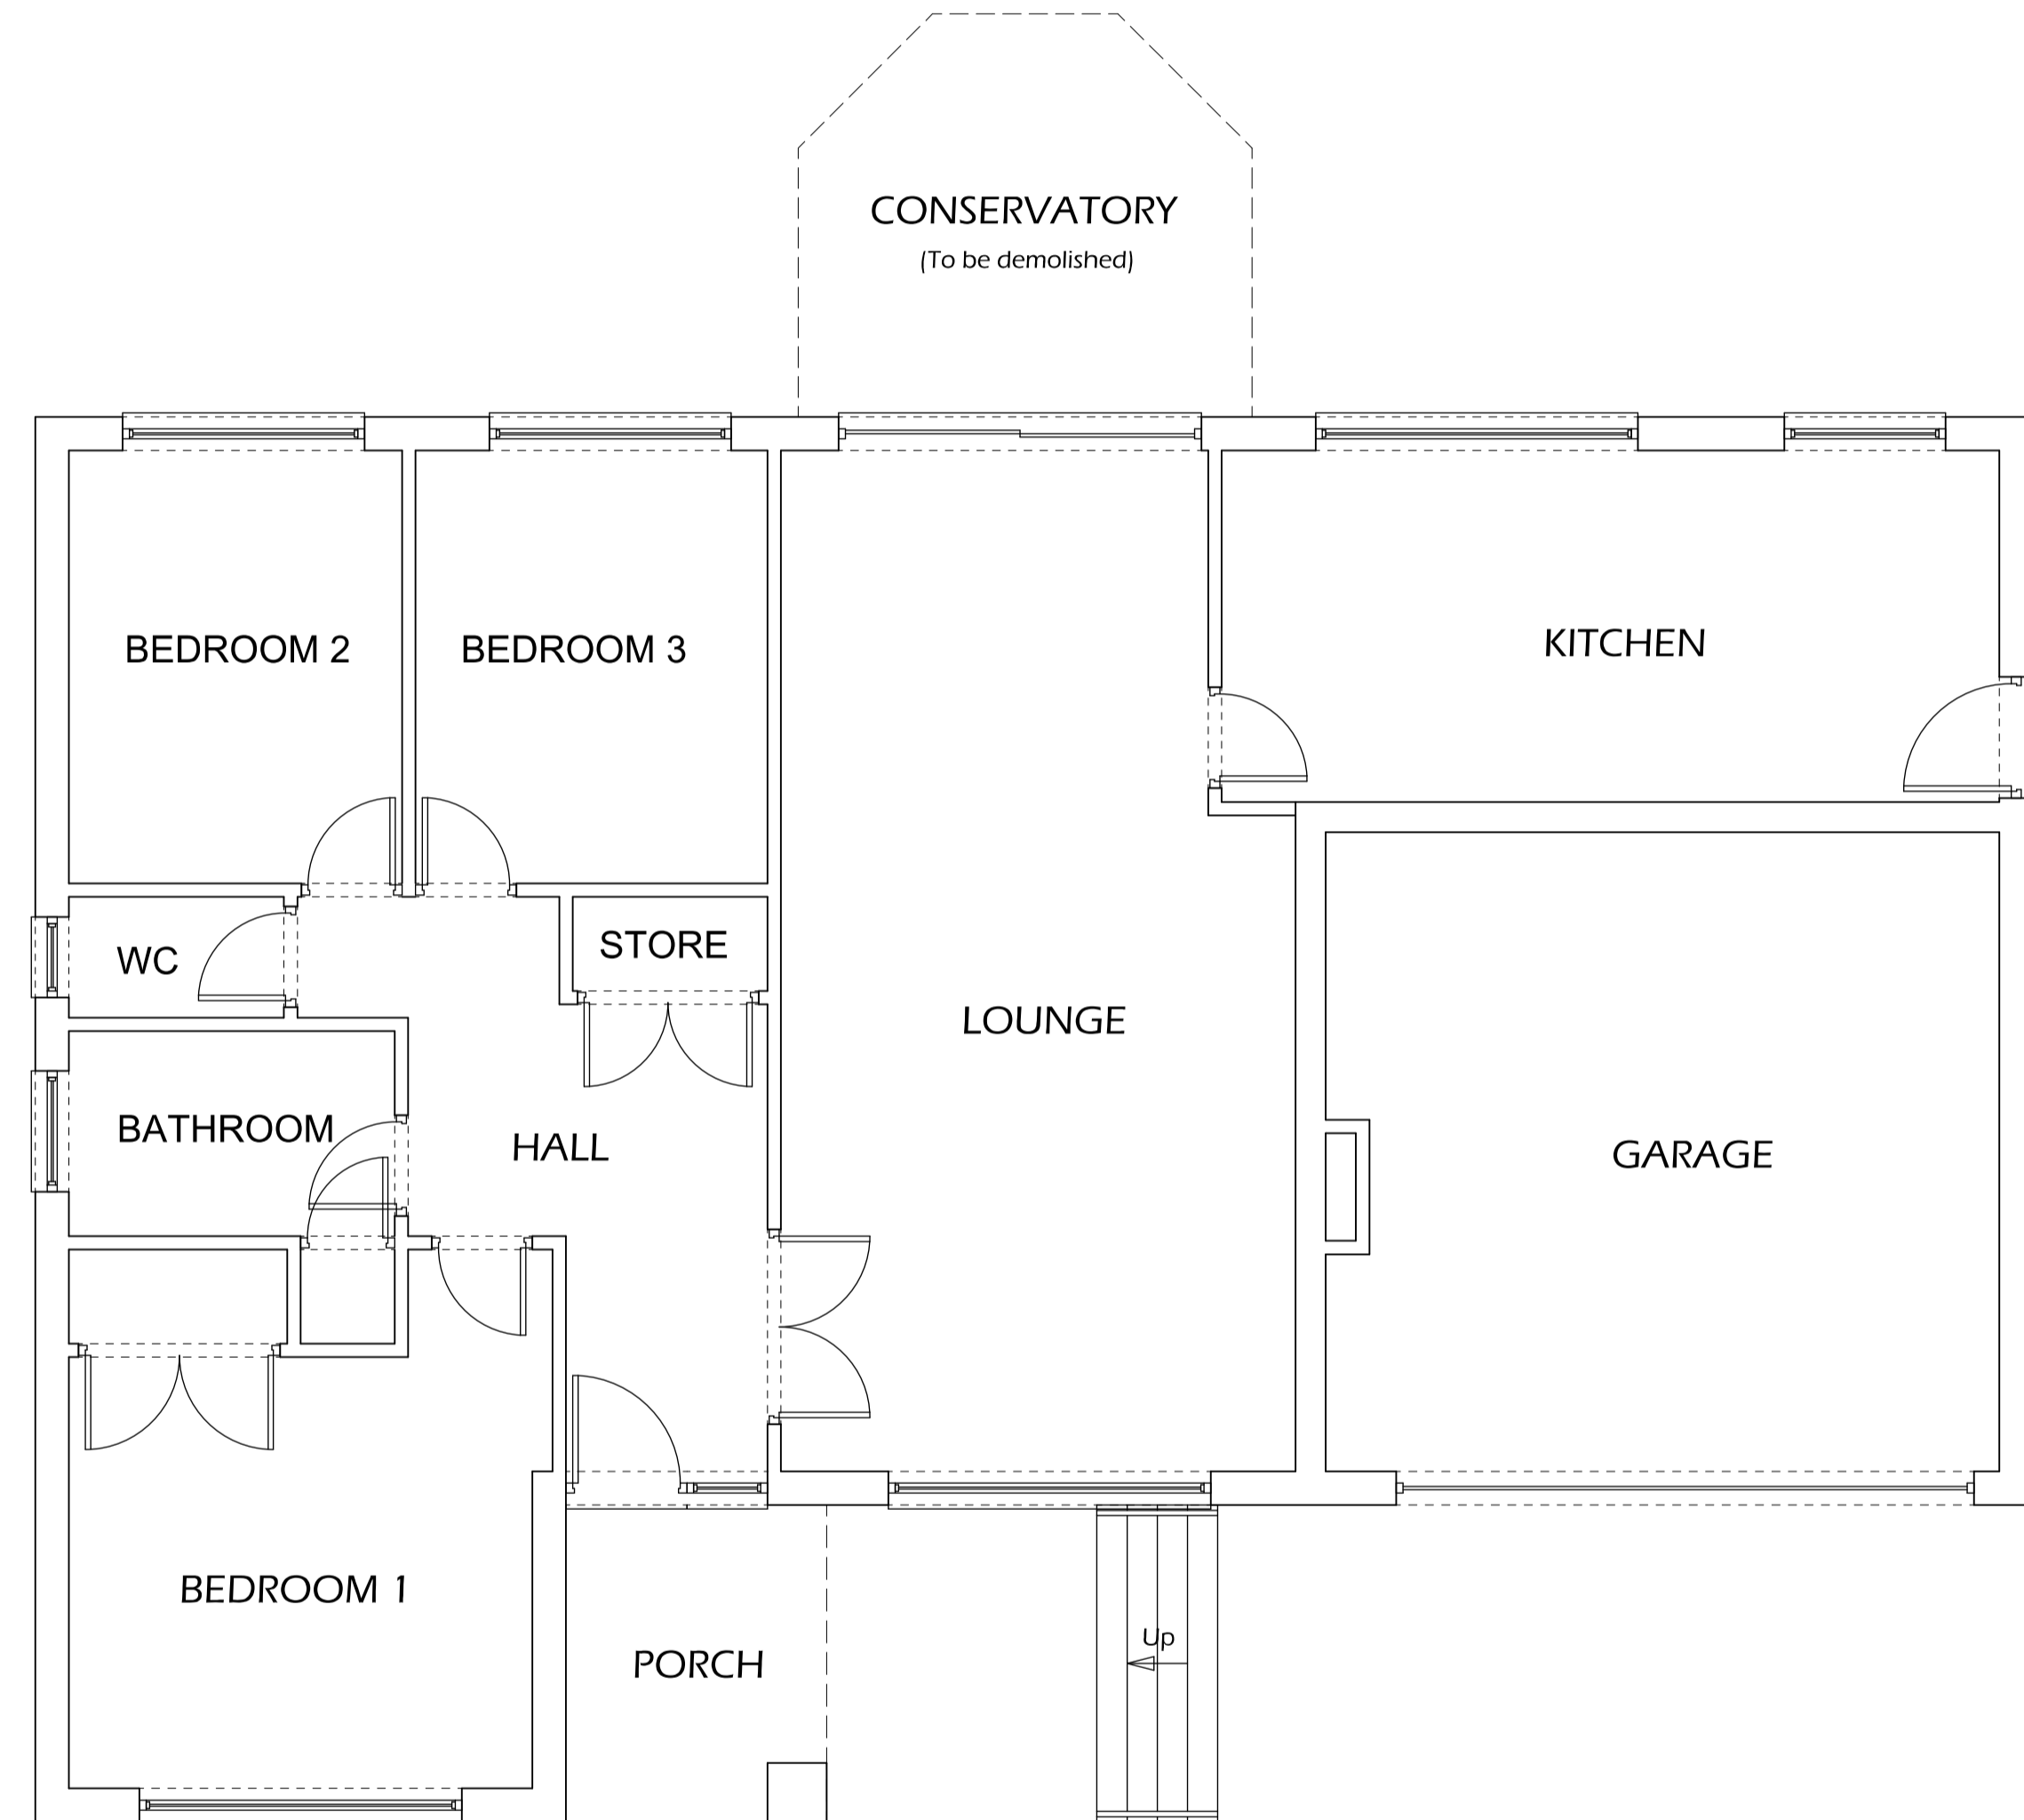 CONSERVATORY
(To be demolished)
BEDROOM 2
BEDROOM 3
KITCHEN
WC
STORE
LOUNGE
BATHROOM
HALL
GARAGE
BEDROOM 1
PORCH
Up